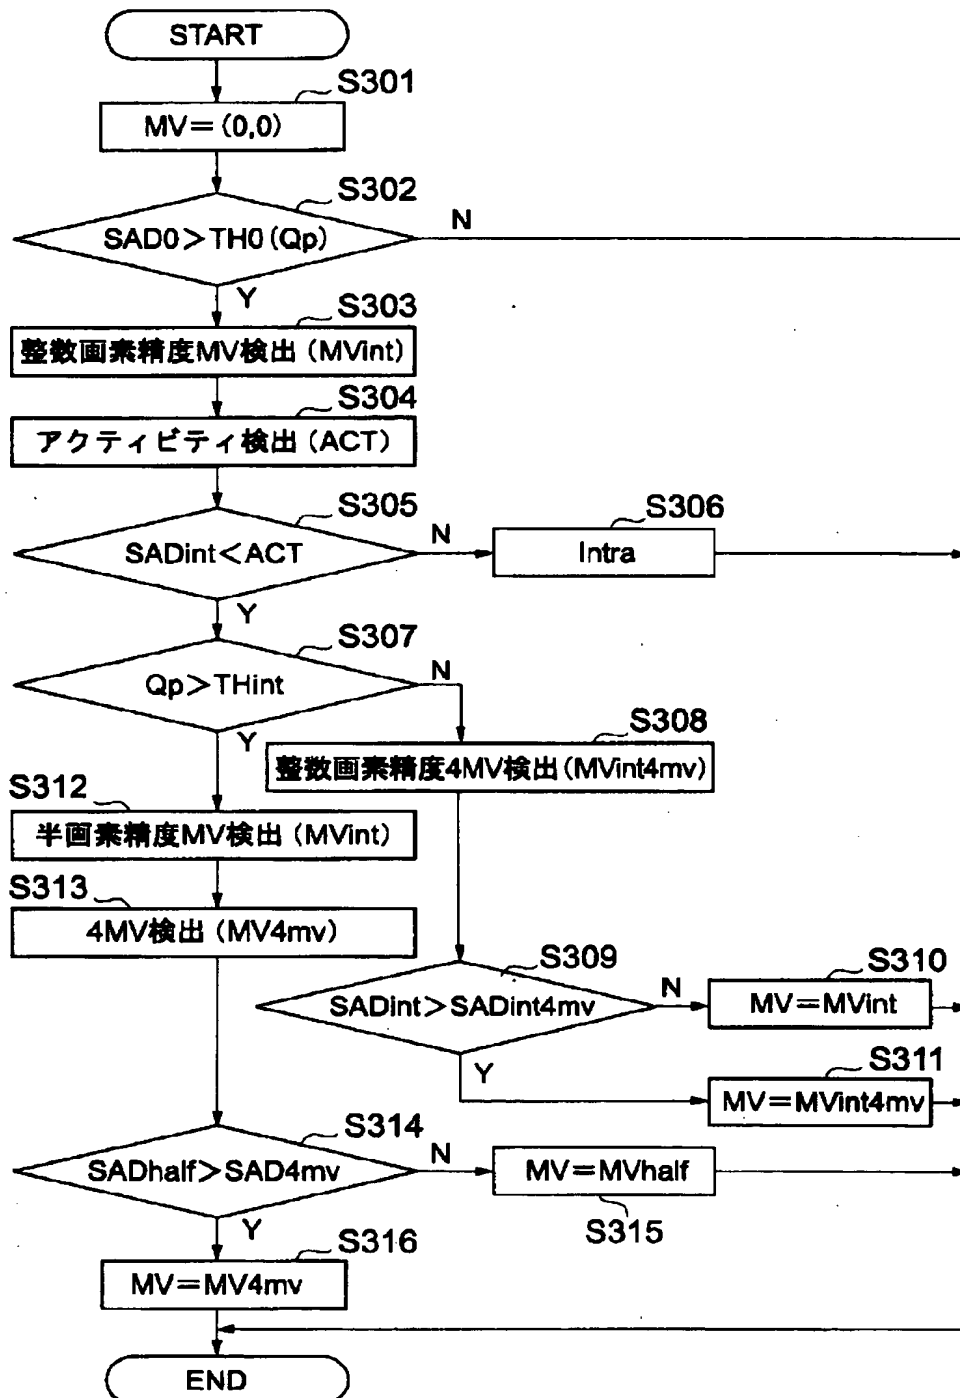 START
S301
MV=(0,0)
S302
SAD0>TH0(Qp)
N
Y
S303
整数画素精度MV検出(MVint)
S304
アクティビティ検出(ACT)
S305
SADint<ACT
N
S306
Intra
Y
S307
Qp>THint
N
Y
S308
整数画素精度4MV検出(MVint4mv)
S312
半画素精度MV検出(MVint)
S313
4MV検出(MV4mv)
S309
SADint>SADint4mv
N
S310
MV=MVint
Y
S311
MV=MVint4mv
S314
SADhalf>SAD4mv
N
MV=MVhalf
S315
Y
S316
MV=MV4mv
END